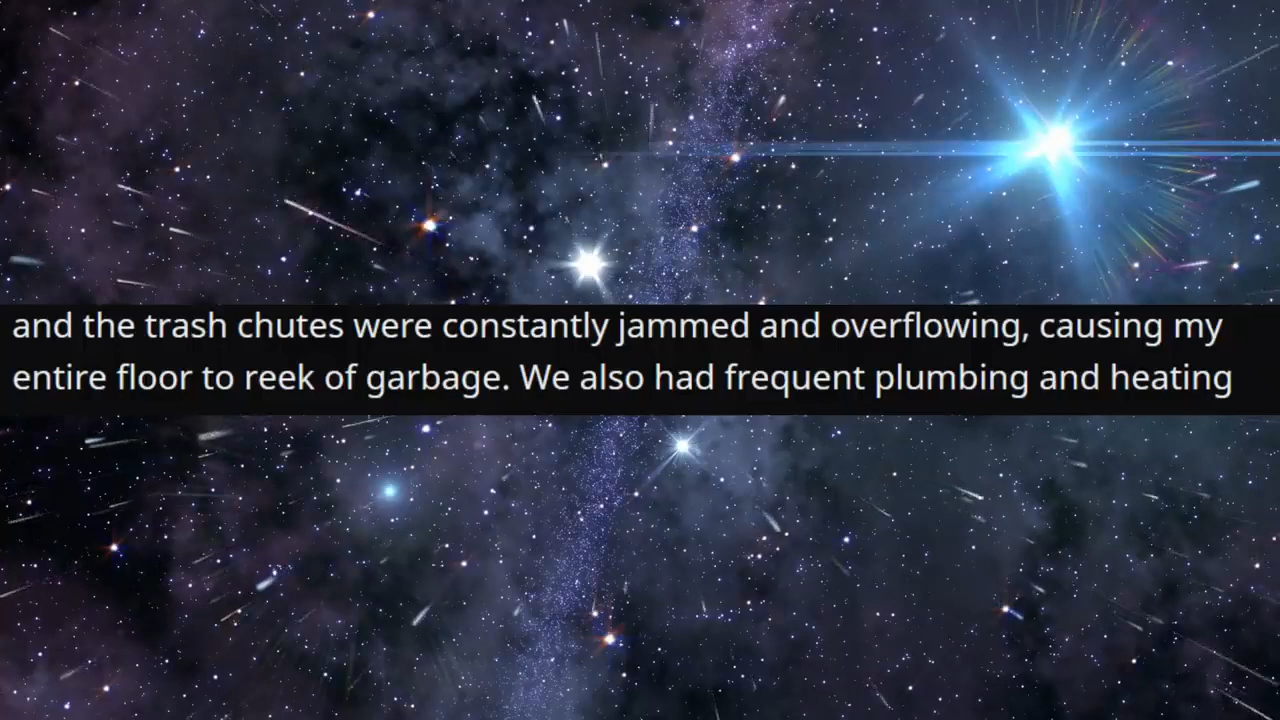 and the trash chutes were constantly jammed and overflowing, causing my
entire floor to reek of garbage. We also had frequent plumbing and heating